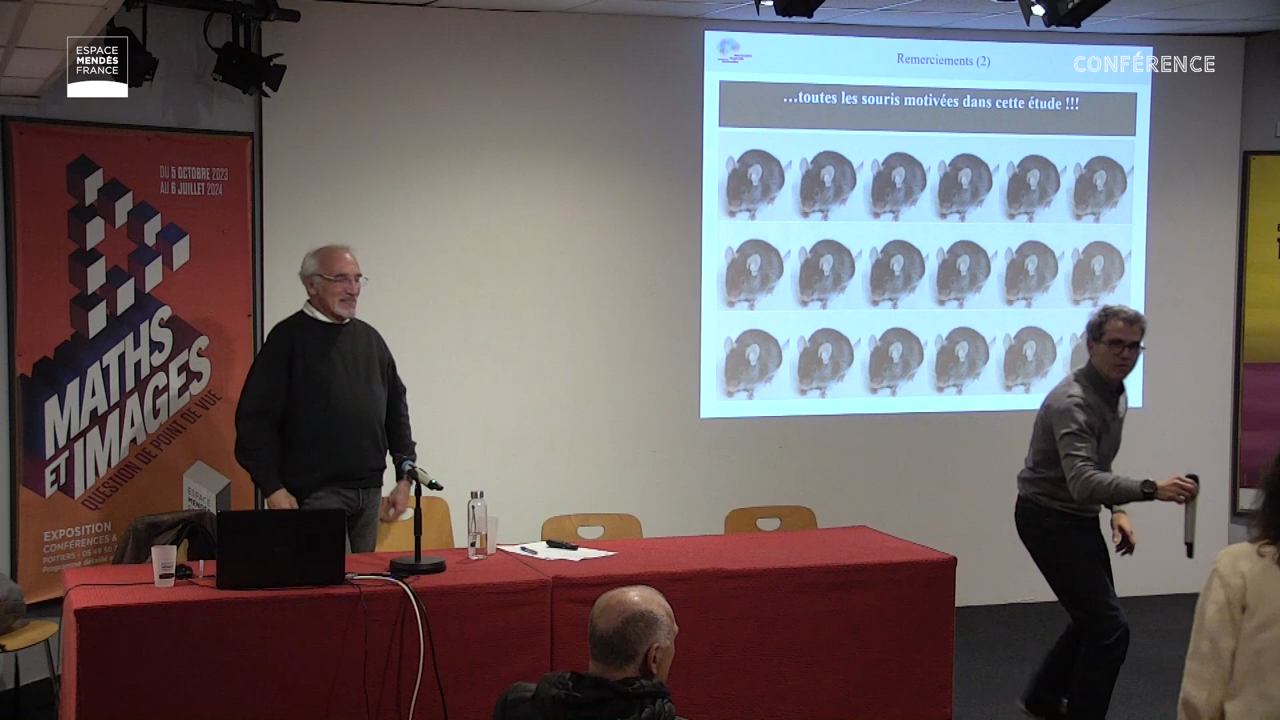 ESPACE
MENDÈS
FRANCE
CONFÉRENCE
Remerciements (2)
...toutes les souris motivées dans cette étude !!!
DU 5 OCTOBRE 2023
AU 6 JUILLET 2024
MATHS
ET IMAGES
QUESTION DE POINT DE VUE
ESPACE
EXPOSITION
CONFÉRENCES &